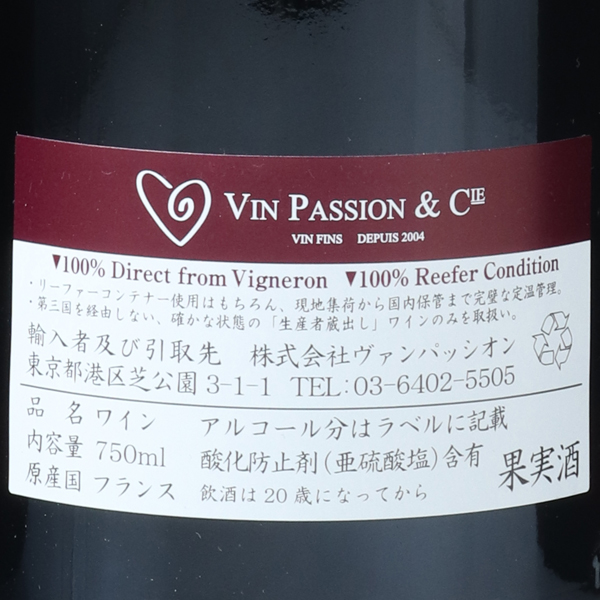 VIN PASSION & CIE
VIN FINS DEPUIS 2004
▼100% Direct from Vigneron ▼100% Reefer Condition
・リーファーコンテナー使用はもちろん、現地集荷から国内保管まで完璧な定温管理。
・第三国を経由しない、確かな状態の「生産者蔵出し」ワインのみを取扱い。
輸入者及び引取先 株式会社ヴァンパッシオン
東京都港区芝公園 3-1-1 TEL:03-6402-5505
品名 ワイン アルコール分はラベルに記載
内容量 750ml 酸化防止剤(亜硫酸塩)含有
原産国 フランス 飲酒は20歳になってから
果実酒